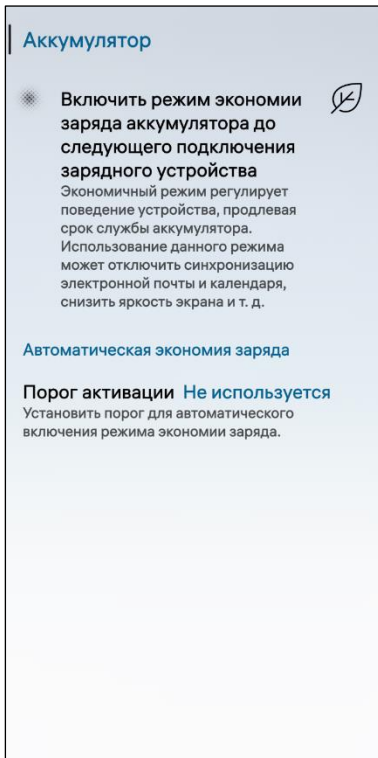 Аккумулятор
Включить режим экономии
заряда аккумулятора до
следующего подключения
зарядного устройства
Экономичный режим регулирует
поведение устройства, продлевая
срок службы аккумулятора.
Использование данного режима
может отключить синхронизацию
электронной почты и календаря,
снизить яркость экрана и т. д.
Автоматическая экономия заряда
Порог активации Не используется
Установить порог для автоматического
включения режима экономии заряда.